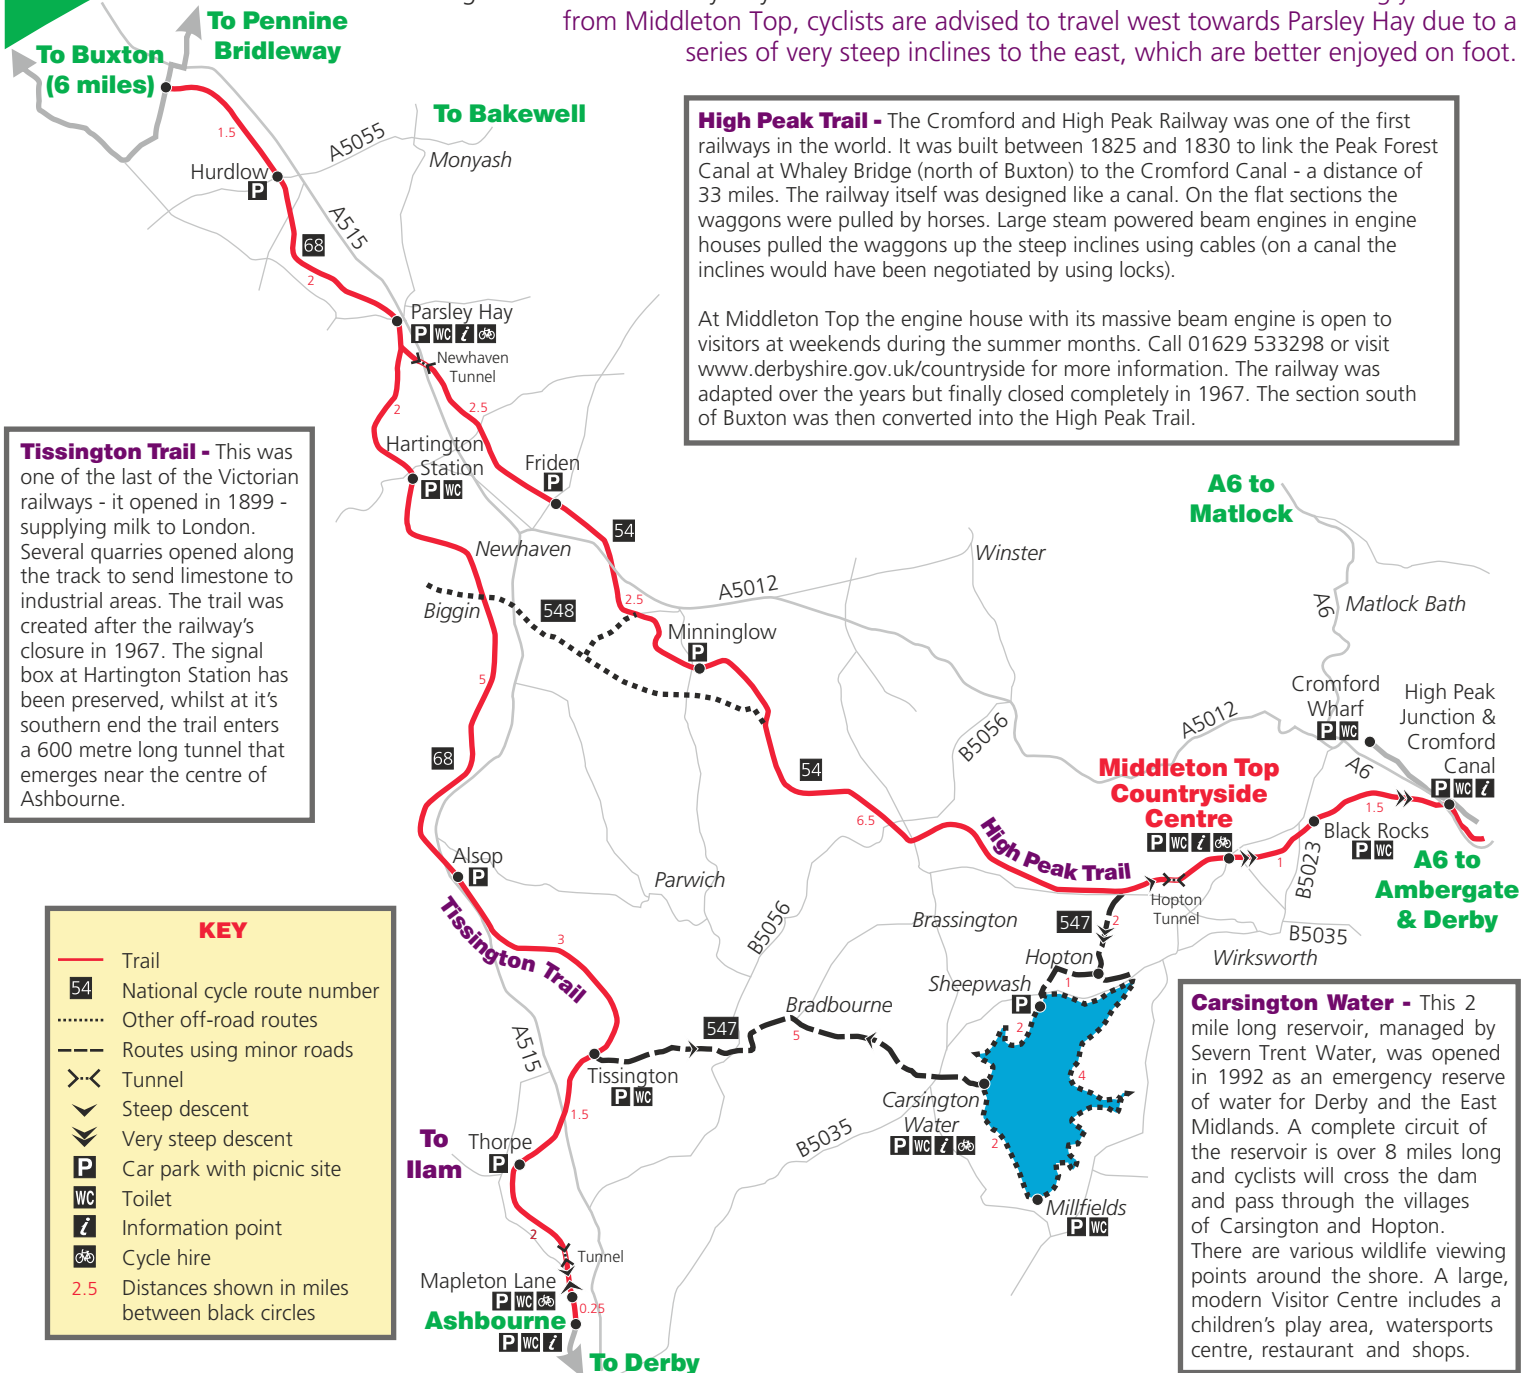 from Middleton Top, cyclists are advised to travel west towards Parsley Hay due to a
series of very steep inclines to the east, which are better enjoyed on foot.
To Pennine
Bridleway
To Buxton
(6 miles)
To Bakewell
1.5
A5055
Monyash
Hurdlow
P
A515
68
2
Parsley Hay
P WC i
Newhaven
Tunnel
2
2.5
Hartington
Station
P WC
Friden
P
54
Newhaven
Winster
A5012
2.5
Biggin
548
Minninglow
P
5
68
54
B5056
6.5
High Peak Trail
High Peak Trail - The Cromford and High Peak Railway was one of the first
railways in the world. It was built between 1825 and 1830 to link the Peak Forest
Canal at Whaley Bridge (north of Buxton) to the Cromford Canal - a distance of
33 miles. The railway itself was designed like a canal. On the flat sections the
waggons were pulled by horses. Large steam powered beam engines in engine
houses pulled the waggons up the steep inclines using cables (on a canal the
inclines would have been negotiated by using locks).
At Middleton Top the engine house with its massive beam engine is open to
visitors at weekends during the summer months. Call 01629 533298 or visit
www.derbyshire.gov.uk/countryside for more information. The railway was
adapted over the years but finally closed completely in 1967. The section south
of Buxton was then converted into the High Peak Trail.
Tissington Trail - This was
one of the last of the Victorian
railways - it opened in 1899 -
supplying milk to London.
Several quarries opened along
the track to send limestone to
industrial areas. The trail was
created after the railway's
closure in 1967. The signal
box at Hartington Station has
been preserved, whilst at it's
southern end the trail enters
a 600 metre long tunnel that
emerges near the centre of
Ashbourne.
A6 to
Matlock
A6
Matlock Bath
Cromford
Wharf
P WC
High Peak
Junction &
Cromford
Canal
P WC i
A5012
A6
Middleton Top
Countryside
Centre
P WC i
1.5
Black Rocks
P WC
1
B5023
A6 to
Ambergate
& Derby
Hopton
Tunnel
B5035
Wirksworth
Alsop
P
Tissington Trail
3
Parwich
B5056
Brassington
547
2
Hopton
1
Sheepwash
P
2
Bradbourne
547
5
4
A515
Tissington
P WC
Carsington
Water
P WC i
2
1.5
B5035
To
Ilam
Thorpe
P
Millfields
P WC
2
Tunnel
Mapleton Lane
P WC
0.25
Ashbourne
P WC i
To Derby
KEY
Trail
54 National cycle route number
Other off-road routes
Routes using minor roads
Tunnel
Steep descent
Very steep descent
P Car park with picnic site
WC Toilet
i Information point
Cycle hire
2.5 Distances shown in miles
between black circles
Carsington Water - This 2
mile long reservoir, managed by
Severn Trent Water, was opened
in 1992 as an emergency reserve
of water for Derby and the East
Midlands. A complete circuit of
the reservoir is over 8 miles long
and cyclists will cross the dam
and pass through the villages
of Carsington and Hopton.
There are various wildlife viewing
points around the shore. A large,
modern Visitor Centre includes a
children's play area, watersports
centre, restaurant and shops.